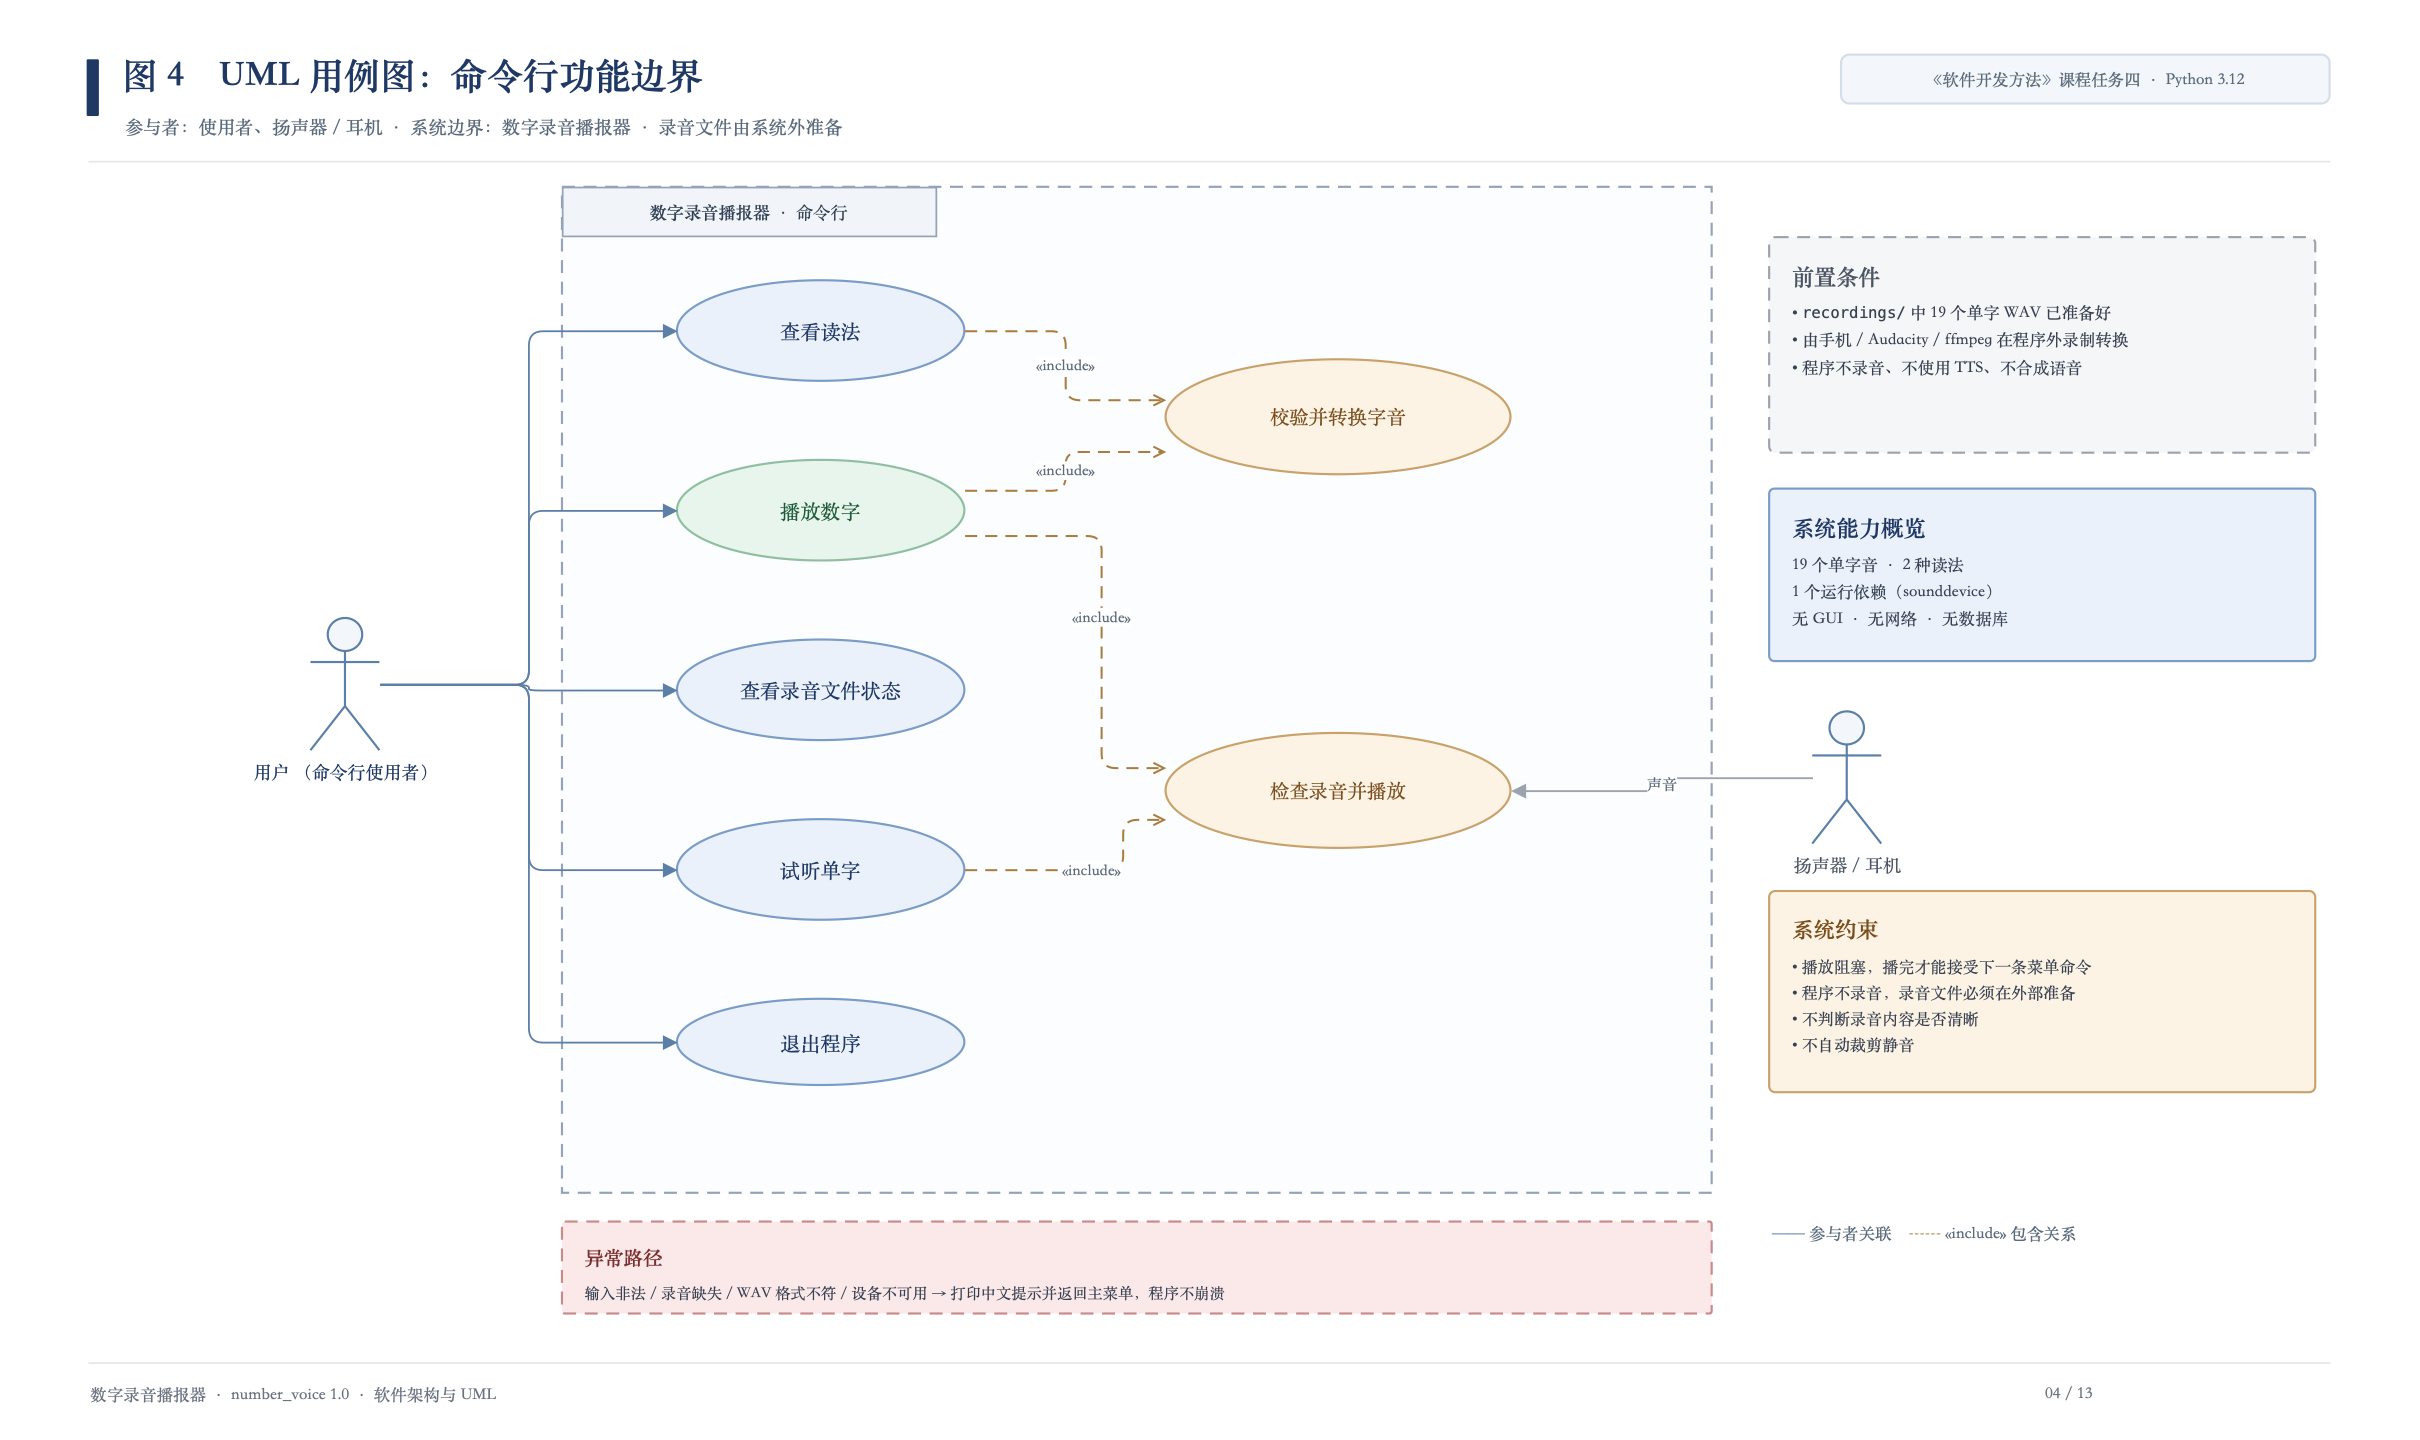 图 4 UML 用例图：命令行功能边界
《软件开发方法》课程任务四 · Python 3.12
参与者：使用者、扬声器 / 耳机 · 系统边界：数字录音播报器 · 录音文件由系统外准备
数字录音播报器 · 命令行
查看读法
«include»
校验并转换字音
«include»
播放数字
«include»
查看录音文件状态
用户 （命令行使用者）
检查录音并播放
声音
试听单字
«include»
退出程序
前置条件
• recordings/ 中 19 个单字 WAV 已准备好
• 由手机 / Audacity / ffmpeg 在程序外录制转换
• 程序不录音、不使用 TTS、不合成语音
系统能力概览
19 个单字音 · 2 种读法
1 个运行依赖（sounddevice）
无 GUI · 无网络 · 无数据库
扬声器 / 耳机
系统约束
• 播放阻塞，播完才能接受下一条菜单命令
• 程序不录音，录音文件必须在外部准备
• 不判断录音内容是否清晰
• 不自动裁剪静音
异常路径
输入非法 / 录音缺失 / WAV 格式不符 / 设备不可用 → 打印中文提示并返回主菜单，程序不崩溃
参与者关联 «include» 包含关系
数字录音播报器 · number_voice 1.0 · 软件架构与 UML
04 / 13